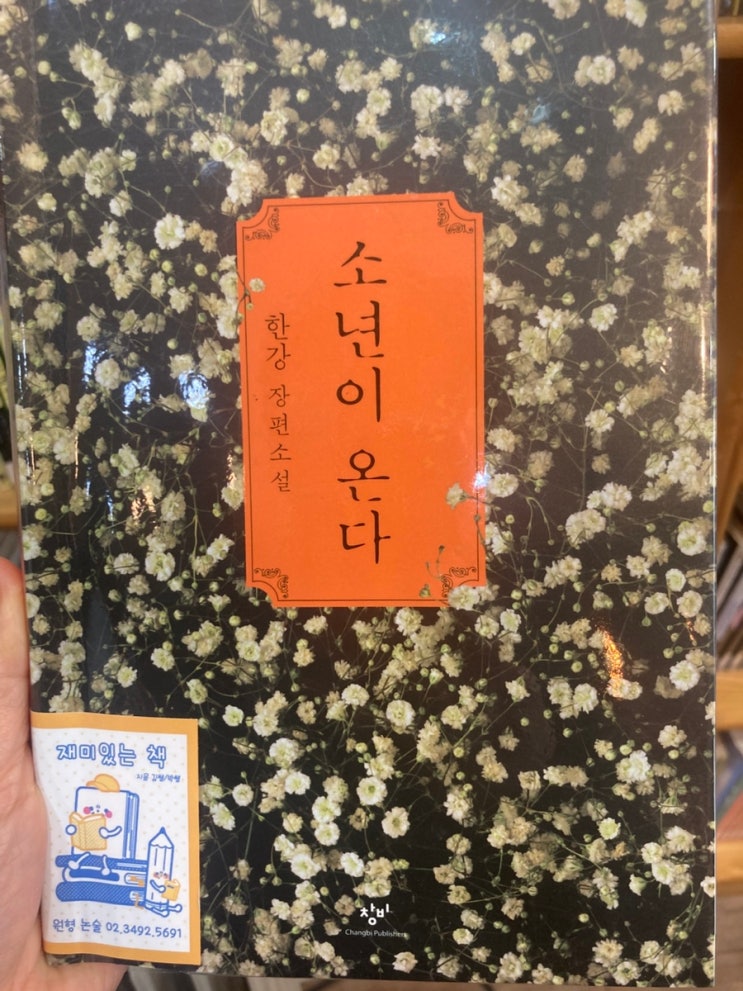 소년이 온다
한강 장편소설
재미있는 책
원형 논술 02.3492.5691
창비
Changbi Publishers